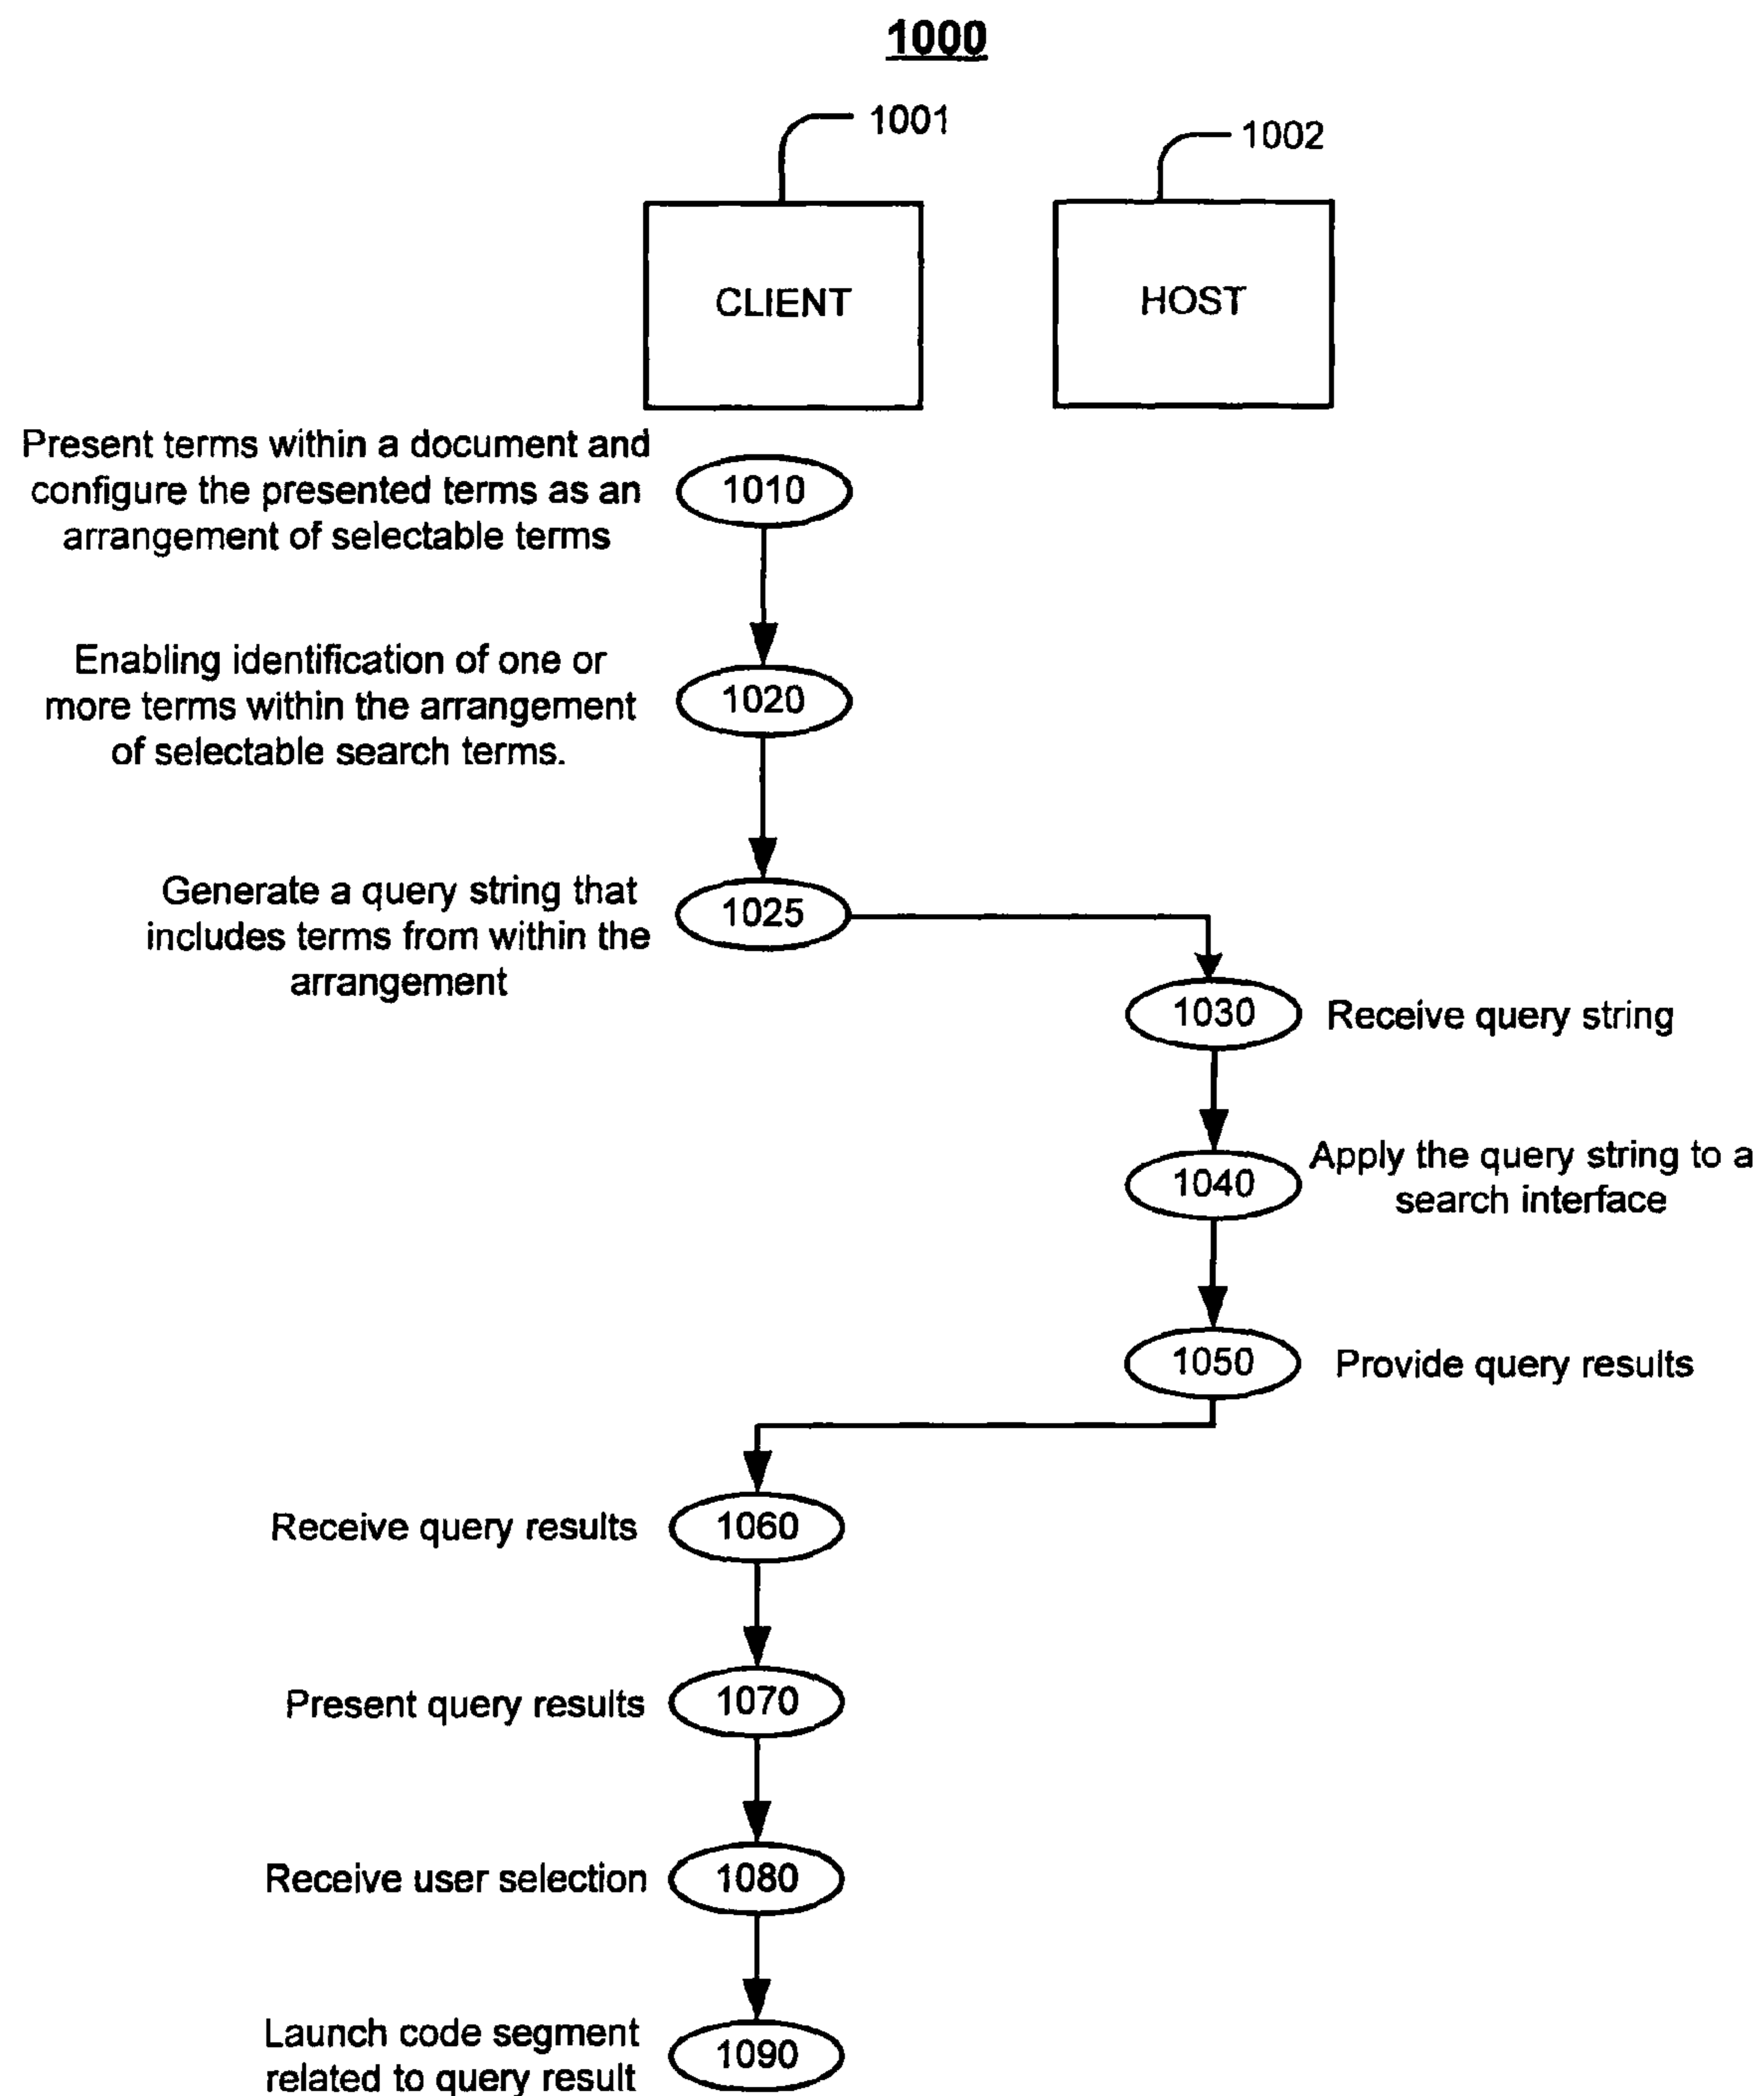 1000
1001
1002
CLIENT
HOST
Present terms within a document and
configure the presented terms as an
arrangement of selectable terms
1010
Enabling identification of one or
more terms within the arrangement
of selectable search terms.
1020
Generate a query string that
includes terms from within the
arrangement
1025
1030
Receive query string
1040
Apply the query string to a
search interface
1050
Provide query results
Receive query results
1060
Present query results
1070
Receive user selection
1080
Launch code segment
related to query result
1090